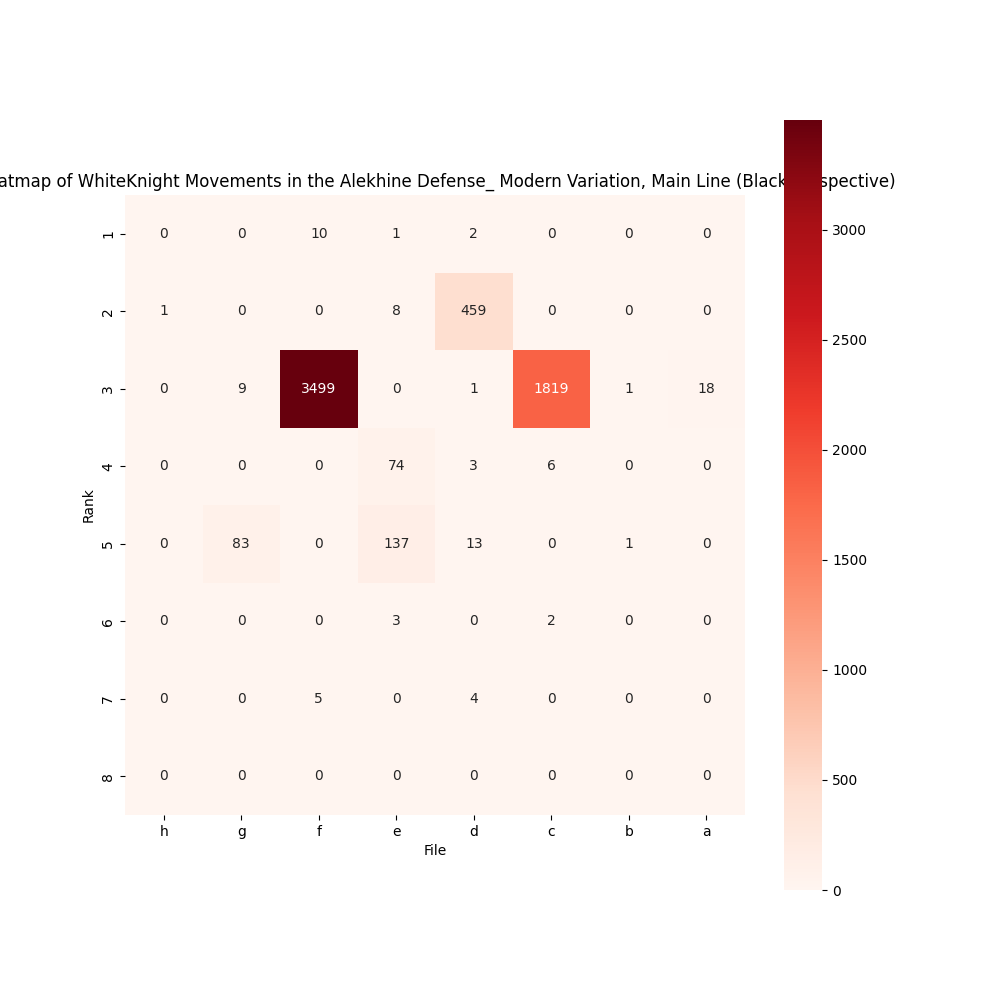 atmap of WhiteKnight Movements in the Alekhine Defense_ Modern Variation, Main Line (Black spective)
1 0 0 10 1 2 0 0 0
2 1 0 0 8 459 0 0 0
3 0 9 3499 0 1 1819 1 18
4 0 0 0 74 3 6 0 0
5 0 83 0 137 13 0 1 0
6 0 0 0 3 0 2 0 0
7 0 0 5 0 4 0 0 0
8 0 0 0 0 0 0 0 0
h g f e d c b a
File
Rank
3000
2500
2000
1500
1000
500
0